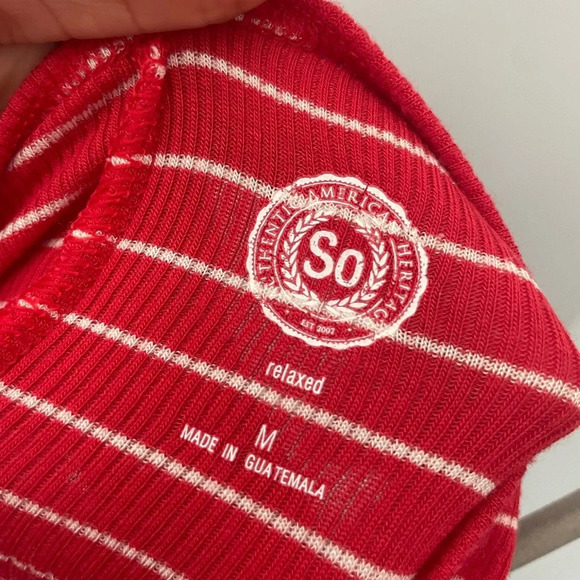 AUTHENTIC AMERICAN HERITAGE
So
EST 2007
relaxed
M
MADE IN GUATEMALA